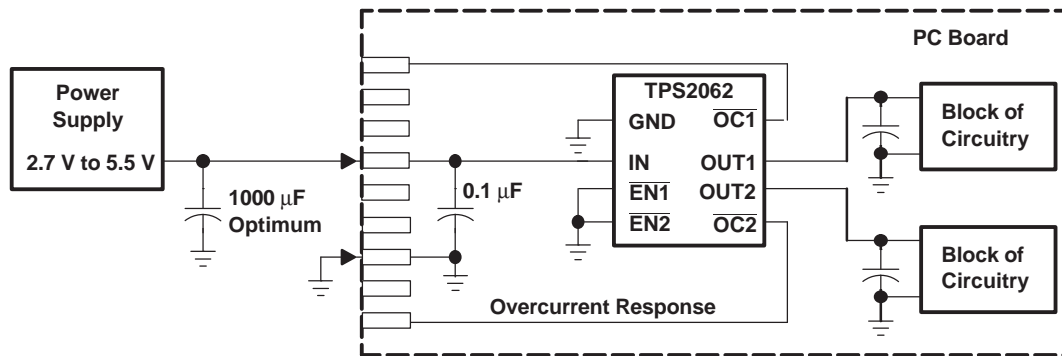 PC Board
Power
Supply
2.7 V to 5.5 V
1000 μF
Optimum
0.1 μF
TPS2062
GND
IN
EN1
EN2
OC1
OUT1
OUT2
OC2
Overcurrent Response
Block of
Circuitry
Block of
Circuitry